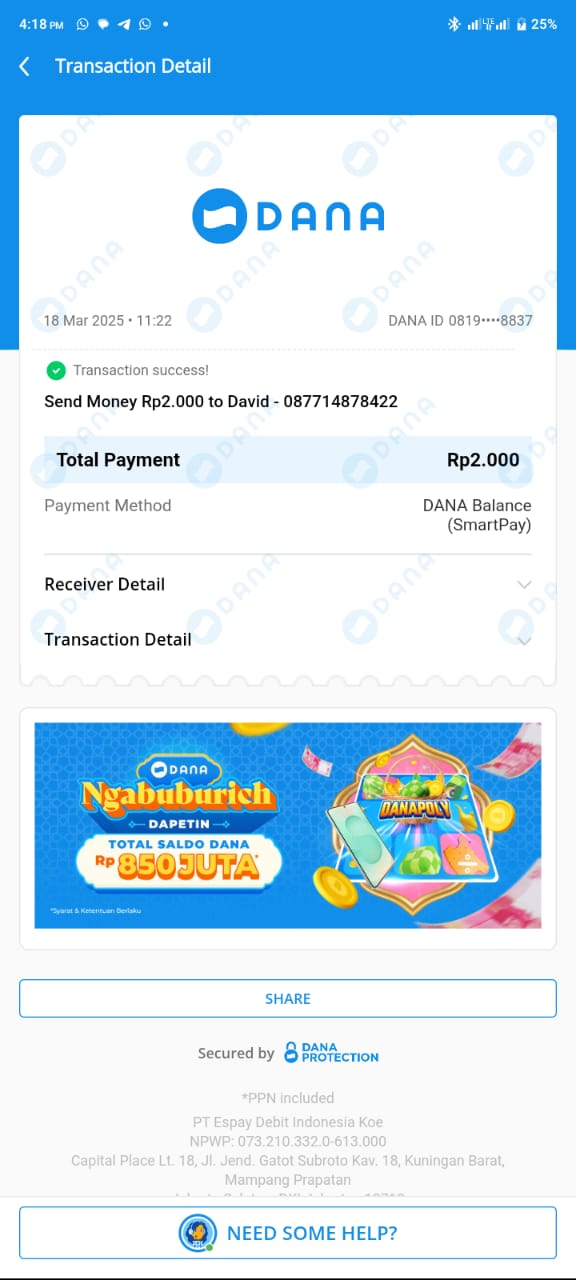 4:18 PM
LTE
25%
Transaction Detail
DANA
18 Mar 2025 • 11:22
DANA ID 0819••••8837
Transaction success!
Send Money Rp2.000 to David - 087714878422
Total Payment
Rp2.000
Payment Method
DANA Balance
(SmartPay)
Receiver Detail
Transaction Detail
DANA
Ngabuburich
DAPETIN
TOTAL SALDO DANA
Rp 850 JUTA*
*Syarat & Ketentuan Berlaku
DANAPOLY
SHARE
Secured by DANA
PROTECTION
*PPN included
PT Espay Debit Indonesia Koe
NPWP: 073.210.332.0-613.000
Capital Place Lt. 18, Jl. Jend. Gatot Subroto Kav. 18, Kuningan Barat,
Mampang Prapatan
NEED SOME HELP?